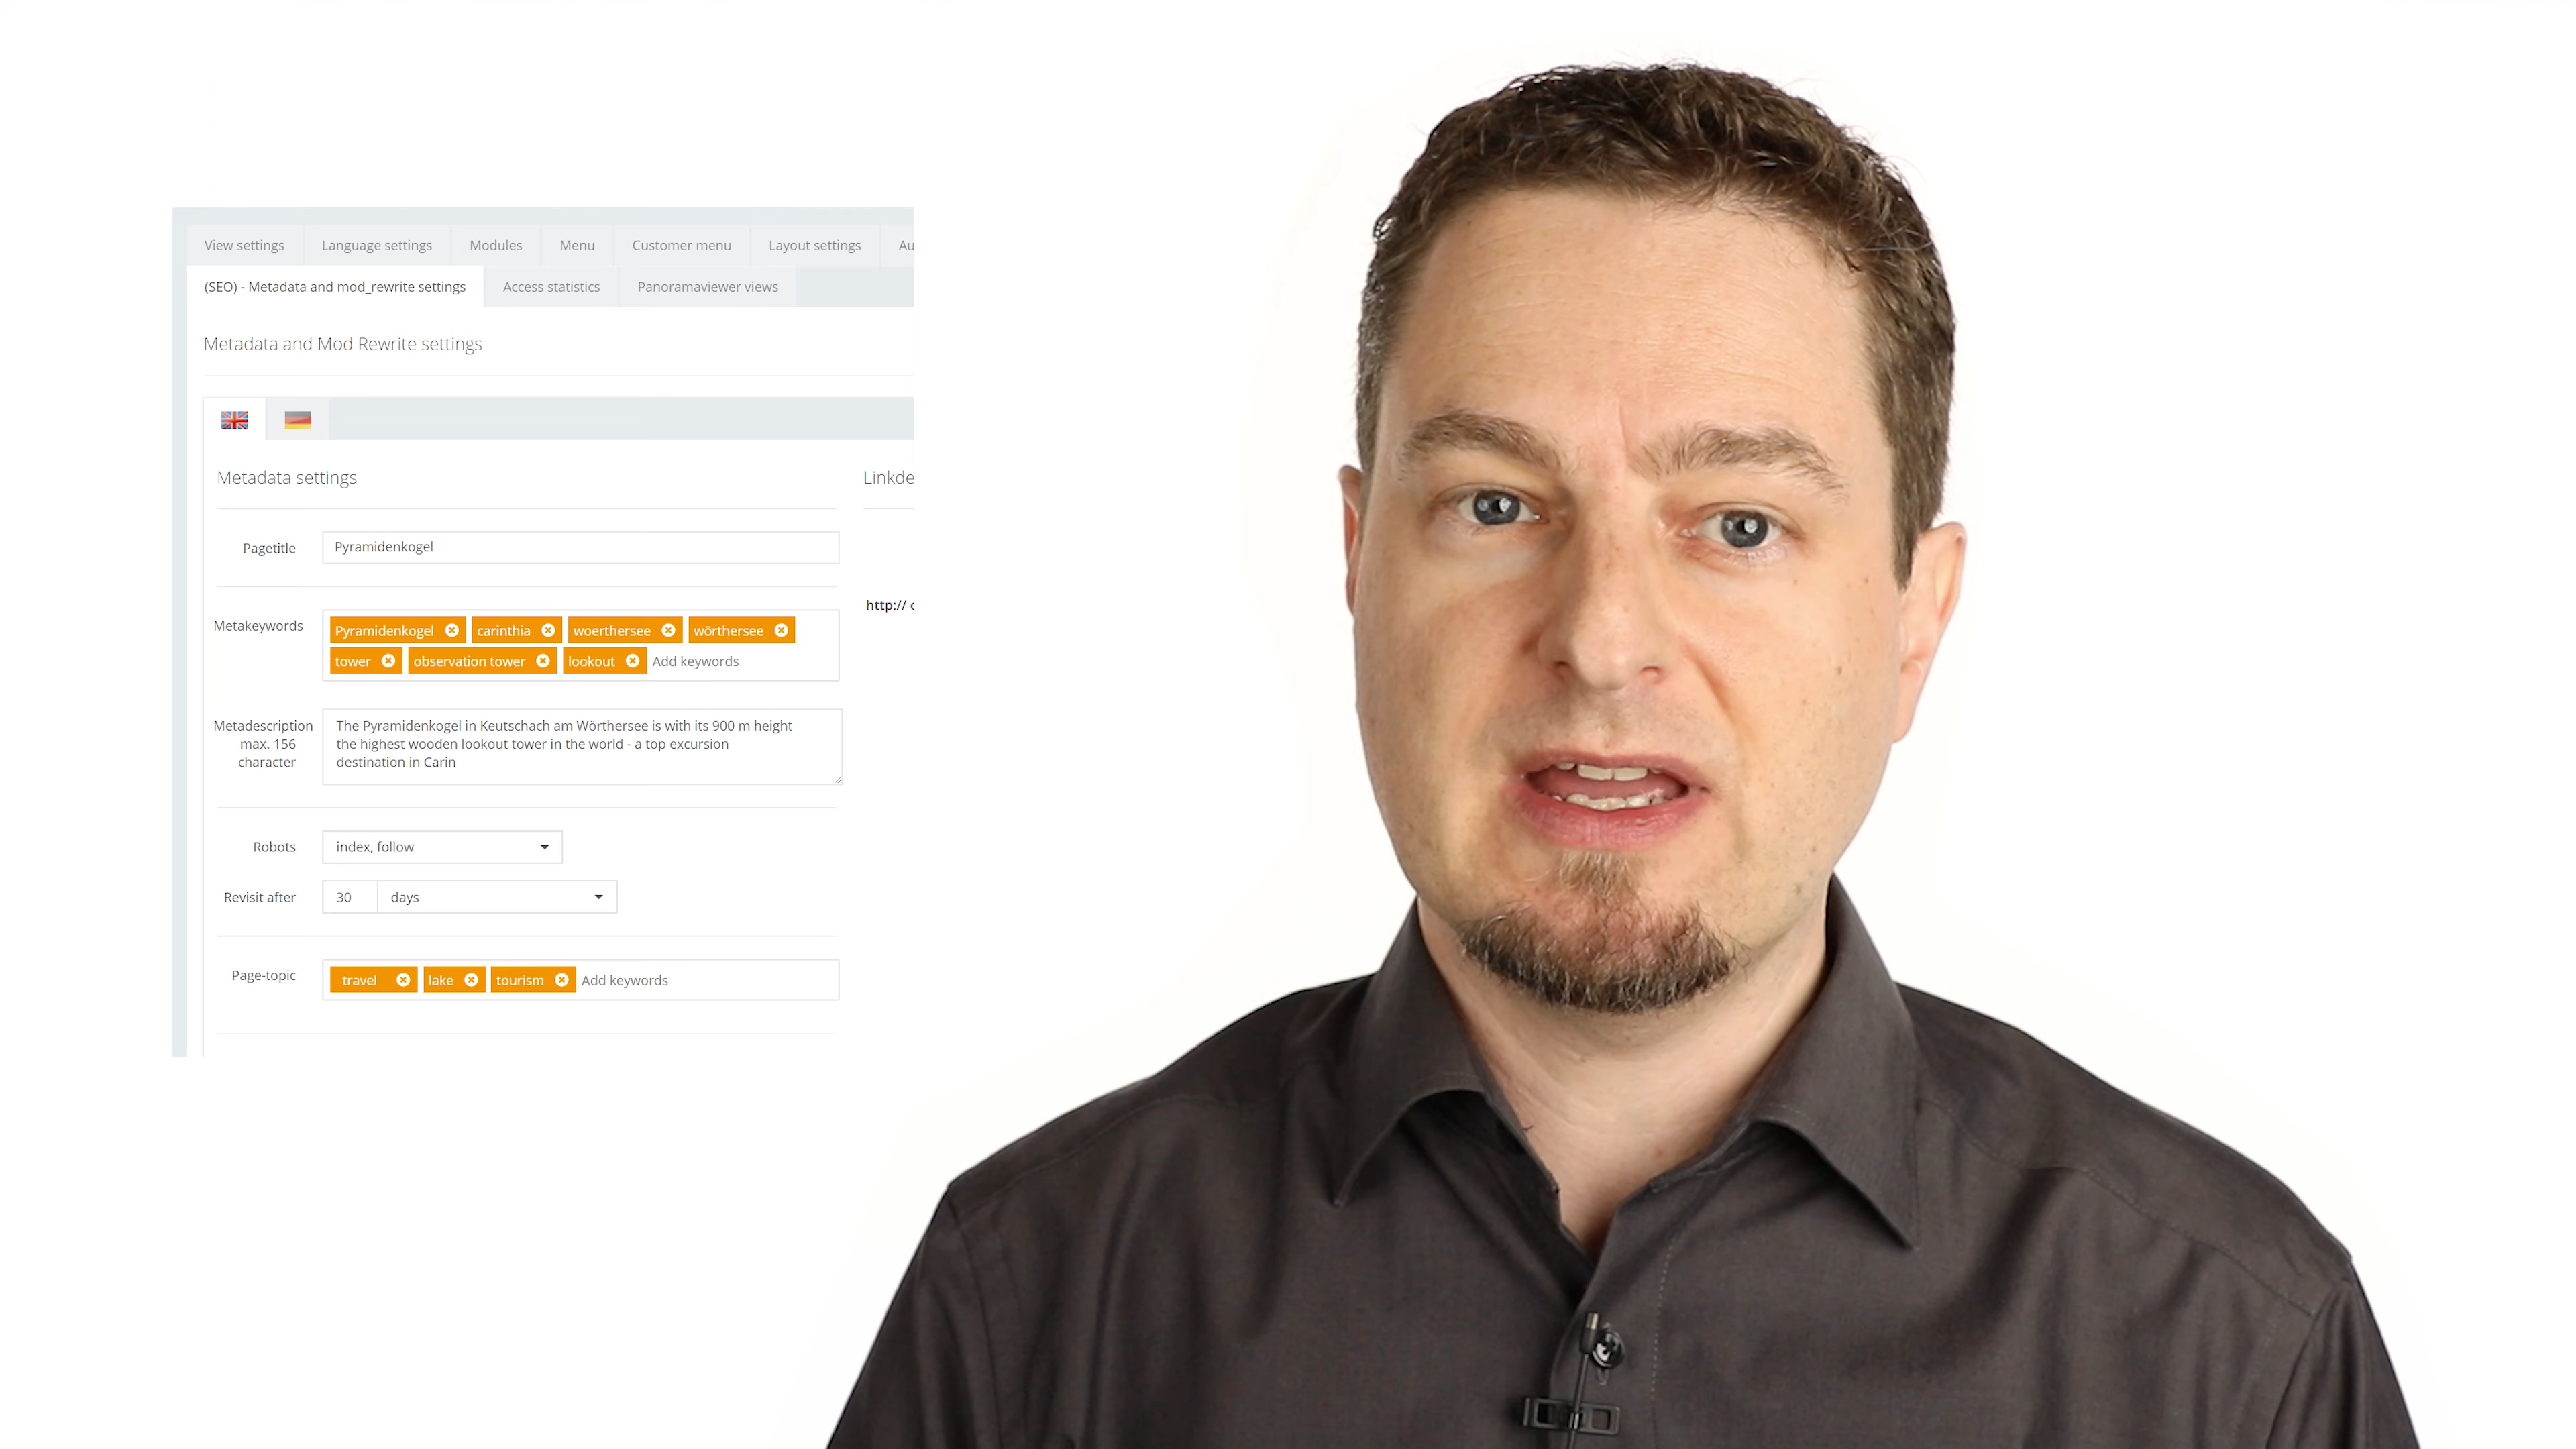 View settings Language settings Modules Menu Customer menu Layout settings Au
(SEO) - Metadata and mod_rewrite settings Access statistics Panoramaviewer views
Metadata and Mod Rewrite settings
Metadata settings Linkde
Pagetitle Pyramidenkogel
http:// c
Metakeywords Pyramidenkogel carinthia woerthersee wörthersee
tower observation tower lookout Add keywords
Metadescription The Pyramidenkogel in Keutschach am Wörthersee is with its 900 m height
max. 156 the highest wooden lookout tower in the world - a top excursion
character destination in Carin
Robots index, follow
Revisit after 30 days
Page-topic travel lake tourism Add keywords